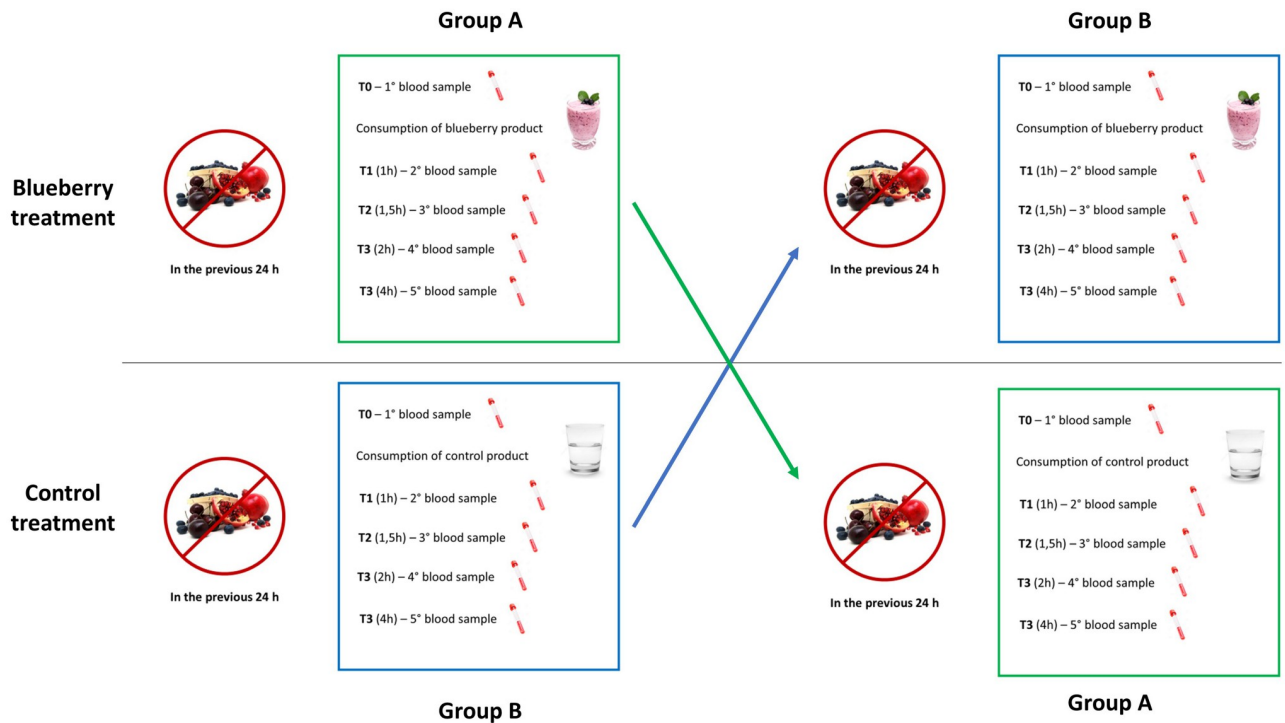 Group A
Group B
Blueberry
treatment
In the previous 24 h
T0 – 1° blood sample
Consumption of blueberry product
T1 (1h) – 2° blood sample
T2 (1,5h) – 3° blood sample
T3 (2h) – 4° blood sample
T3 (4h) – 5° blood sample
In the previous 24 h
T0 – 1° blood sample
Consumption of blueberry product
T1 (1h) – 2° blood sample
T2 (1,5h) – 3° blood sample
T3 (2h) – 4° blood sample
T3 (4h) – 5° blood sample
Control
treatment
In the previous 24 h
T0 – 1° blood sample
Consumption of control product
T1 (1h) – 2° blood sample
T2 (1,5h) – 3° blood sample
T3 (2h) – 4° blood sample
T3 (4h) – 5° blood sample
In the previous 24 h
T0 – 1° blood sample
Consumption of control product
T1 (1h) – 2° blood sample
T2 (1,5h) – 3° blood sample
T3 (2h) – 4° blood sample
T3 (4h) – 5° blood sample
Group B
Group A